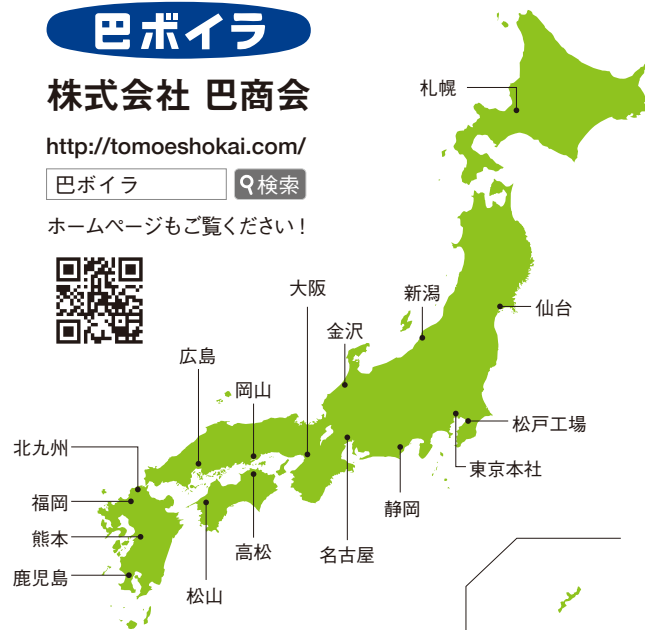 巴ボイラ
株式会社 巴商会
http://tomoeshokai.com/
巴ボイラ 検索
ホームページもご覧ください！
札幌
仙台
新潟
大阪
金沢
広島
岡山
松戸工場
東京本社
北九州
福岡
熊本
鹿児島
静岡
名古屋
高松
松山